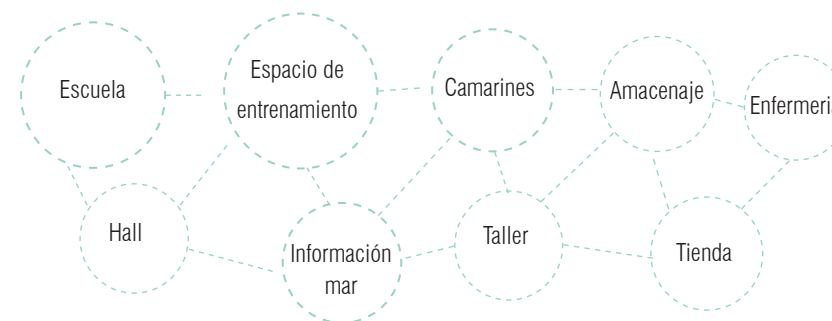 Escuela
Espacio de
entrenamiento
Camarines
Amacenaje
Enfermeri
Hall
Información
mar
Taller
Tienda